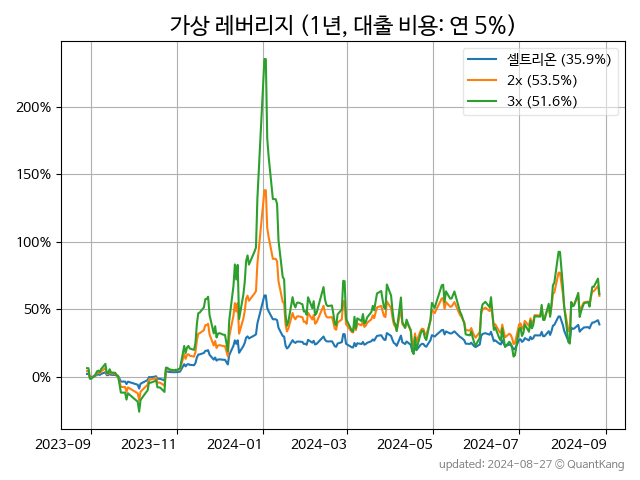 가상 레버리지 (1년, 대출 비용: 연 5%)
셀트리온 (35.9%)
2x (53.5%)
3x (51.6%)
200%
150%
100%
50%
0%
2023-09 2023-11 2024-01 2024-03 2024-05 2024-07 2024-09
updated: 2024-08-27 © QuantKang